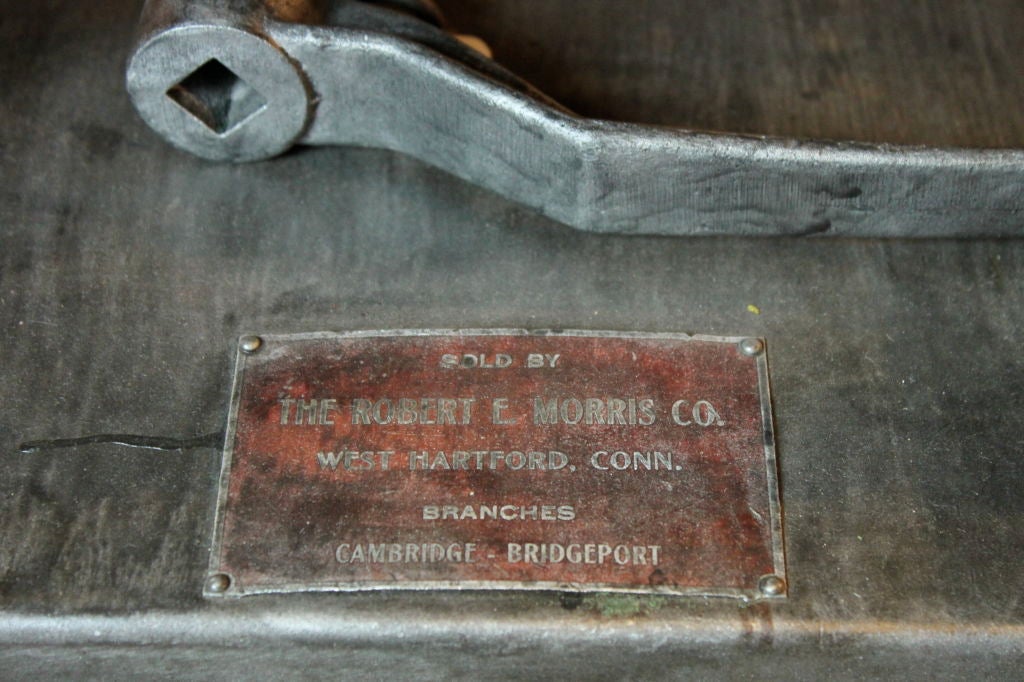 SOLD BY
THE ROBERT E. MORRIS CO.
WEST HARTFORD, CONN.
BRANCHES
CAMBRIDGE - BRIDGEPORT